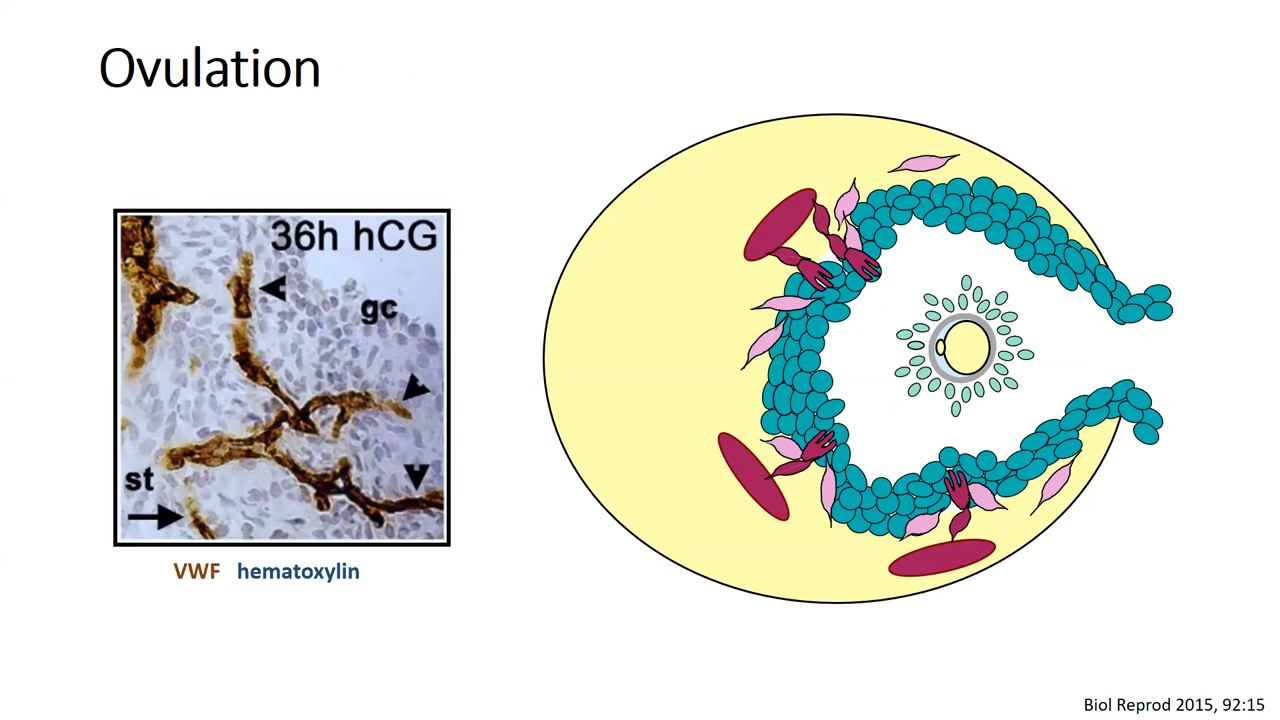 Ovulation
36h hCG
gc
st
VWF hematoxylin
Biol Reprod 2015, 92:15